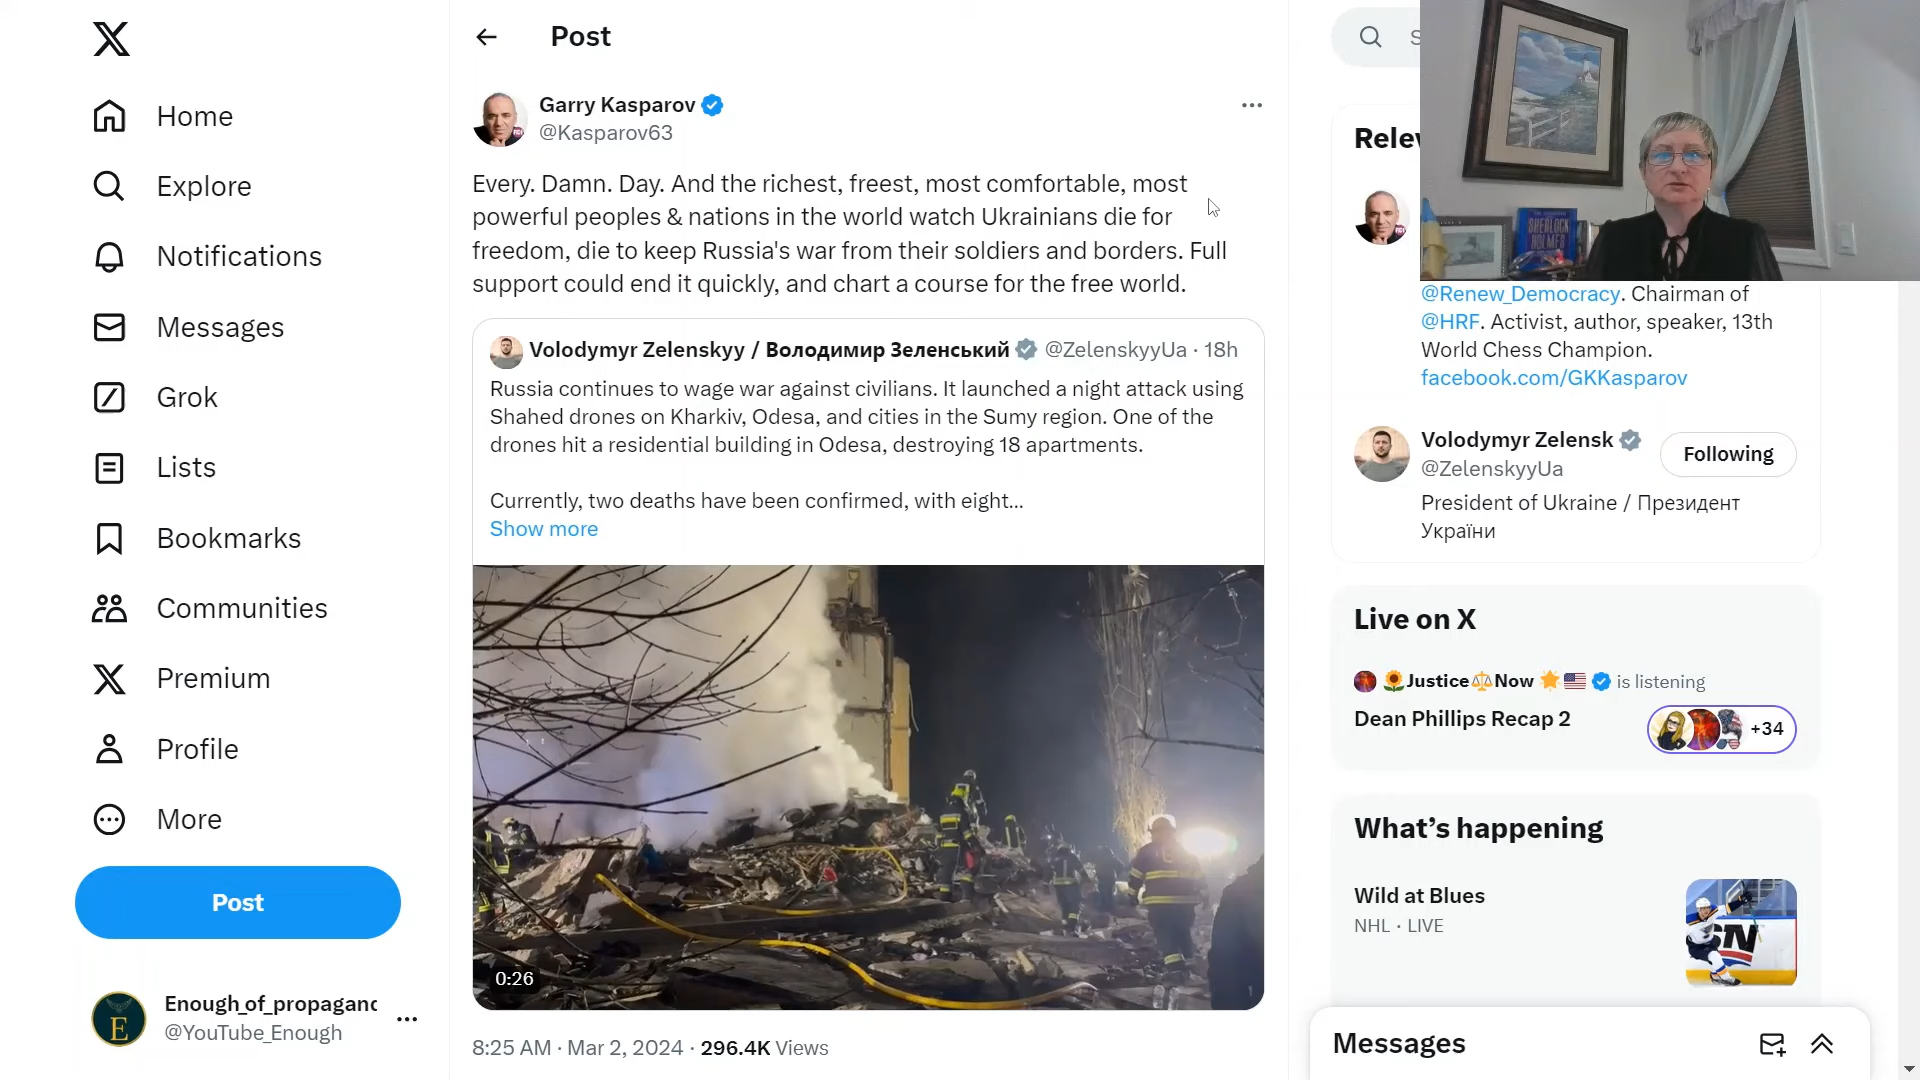 Home
Explore
Notifications
Messages
Grok
Lists
Bookmarks
Communities
Premium
Profile
More
Post
Enough_of_propagand
@YouTube_Enough
Post
Garry Kasparov
@Kasparov63
Every. Damn. Day. And the richest, freest, most comfortable, most
powerful peoples & nations in the world watch Ukrainians die for
freedom, die to keep Russia's war from their soldiers and borders. Full
support could end it quickly, and chart a course for the free world.
Volodymyr Zelenskyy / Володимир Зеленський @ZelenskyyUa · 18h
Russia continues to wage war against civilians. It launched a night attack using
Shahed drones on Kharkiv, Odesa, and cities in the Sumy region. One of the
drones hit a residential building in Odesa, destroying 18 apartments.
Currently, two deaths have been confirmed, with eight...
Show more
0:26
8:25 AM · Mar 2, 2024 · 296.4K Views
Rele
SHERLOCK
HOLMES
@Renew_Democracy. Chairman of
@HRF. Activist, author, speaker, 13th
World Chess Champion.
facebook.com/GKKasparov
Volodymyr Zelensk
@ZelenskyyUa
Following
President of Ukraine / Президент
України
Live on X
Justice Now is listening
Dean Phillips Recap 2
+34
What's happening
Wild at Blues
NHL · LIVE
Messages